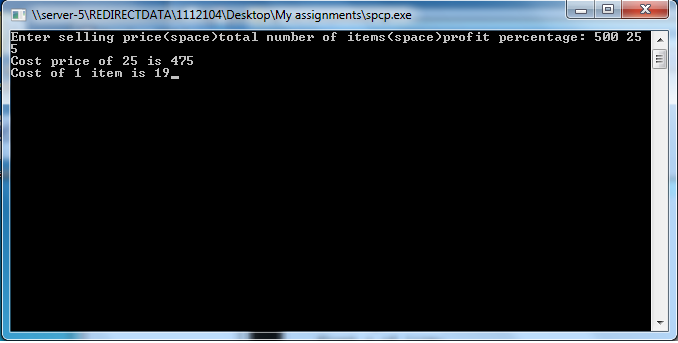 \\server-5\REDIRECTDATA\1112104\Desktop\My assignments\spcp.exe
Enter selling price(space)total number of items(space)profit percentage: 500 25
5
Cost price of 25 is 475
Cost of 1 item is 19_